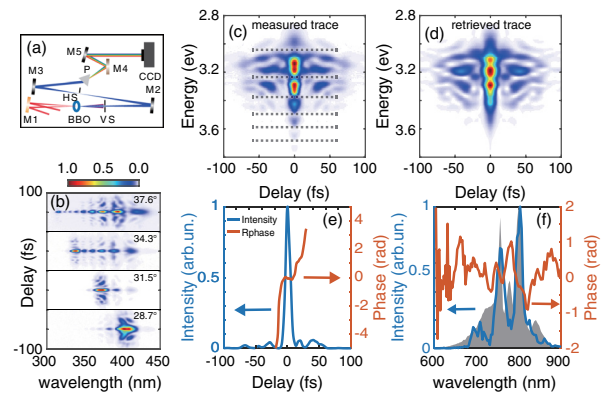 (a)
M5
P
M4
CCD
M3
HS
M2
M1
BBO
VS
1.0
0.5
0.0
(b)
37.6°
34.3°
31.5°
28.7°
100
-100
Delay (fs)
300 350 400 450
wavelength (nm)
(c)
measured trace
2.8
3.2
3.6
Energy (ev)
-100 -50 0 50 100
Delay (fs)
(d)
retrieved trace
2.8
3.2
3.6
Energy (ev)
-100 -50 0 50 100
Delay (fs)
(e)
Intensity
Rphase
1
0.5
0
Intensity (arb.un.)
4
2
0
-2
-4
Phase (rad)
-100 -50 0 50 100
Delay (fs)
(f)
1
0.5
0
Intensity (arb.un.)
2
1
0
-1
-2
Phase (rad)
600 700 800 900
wavelength (nm)